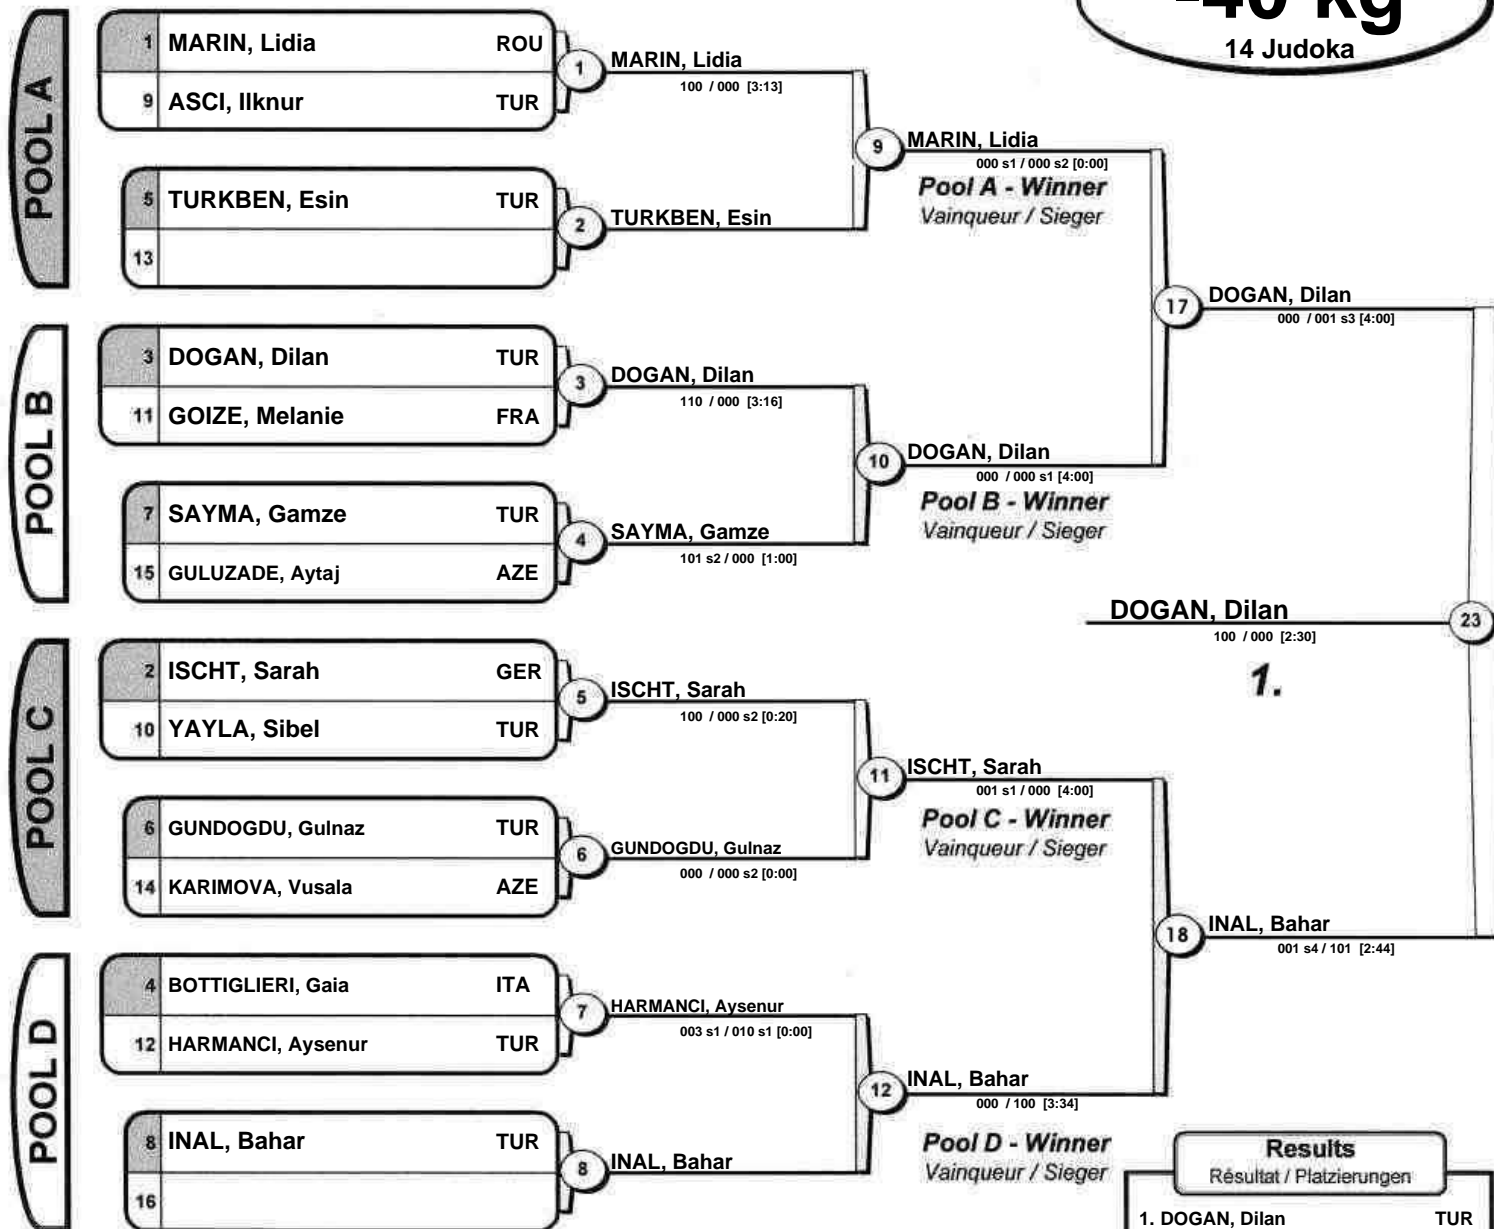 -40 kg
14 Judoka
POOL A
1 MARIN, Lidia ROU
9 ASCI, Ilknur TUR
5 TURKBEN, Esin TUR
13
1 MARIN, Lidia
100 / 000 [3:13]
2 TURKBEN, Esin
9 MARIN, Lidia
000 s1 / 000 s2 [0:00]
Pool A - Winner
Vainqueur / Sieger
POOL B
3 DOGAN, Dilan TUR
11 GOIZE, Melanie FRA
7 SAYMA, Gamze TUR
15 GULUZADE, Aytaj AZE
3 DOGAN, Dilan
110 / 000 [3:16]
4 SAYMA, Gamze
101 s2 / 000 [1:00]
10 DOGAN, Dilan
000 / 000 s1 [4:00]
Pool B - Winner
Vainqueur / Sieger
17 DOGAN, Dilan
000 / 001 s3 [4:00]
POOL C
2 ISCHT, Sarah GER
10 YAYLA, Sibel TUR
6 GUNDOGDU, Gulnaz TUR
14 KARIMOVA, Vusala AZE
5 ISCHT, Sarah
100 / 000 s2 [0:20]
6 GUNDOGDU, Gulnaz
000 / 000 s2 [0:00]
11 ISCHT, Sarah
001 s1 / 000 [4:00]
Pool C - Winner
Vainqueur / Sieger
POOL D
4 BOTTIGLIERI, Gaia ITA
12 HARMANCI, Aysenur TUR
8 INAL, Bahar TUR
16
7 HARMANCI, Aysenur
003 s1 / 010 s1 [0:00]
8 INAL, Bahar
12 INAL, Bahar
000 / 100 [3:34]
Pool D - Winner
Vainqueur / Sieger
18 INAL, Bahar
001 s4 / 101 [2:44]
DOGAN, Dilan 23
100 / 000 [2:30]
1.
Results
Résultat / Platzierungen
1. DOGAN, Dilan TUR